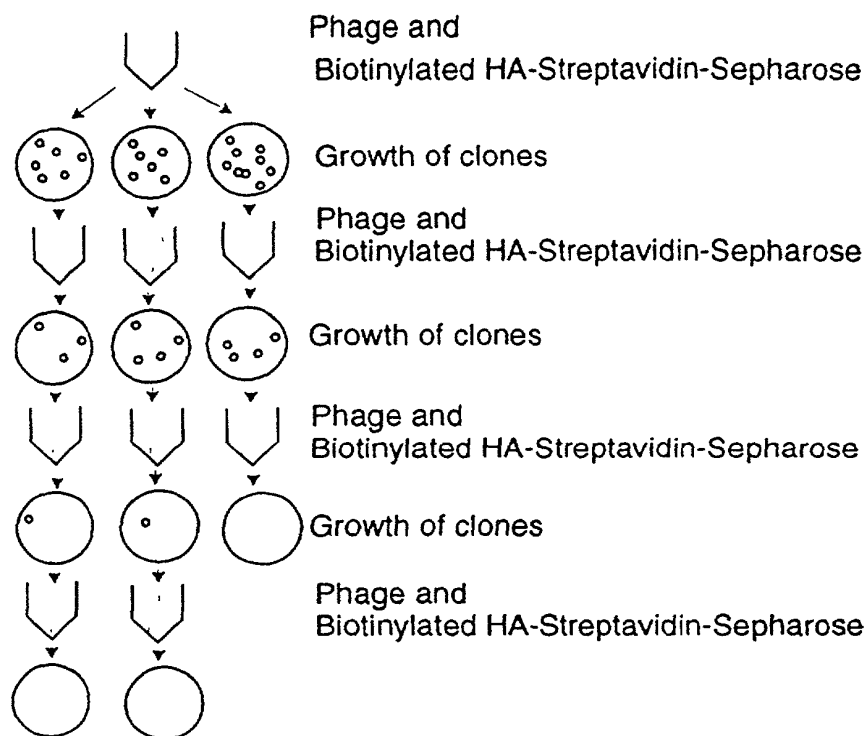 Phage and
Biotinylated HA-Streptavidin-Sepharose
Growth of clones
Phage and
Biotinylated HA-Streptavidin-Sepharose
Growth of clones
Phage and
Biotinylated HA-Streptavidin-Sepharose
Growth of clones
Phage and
Biotinylated HA-Streptavidin-Sepharose